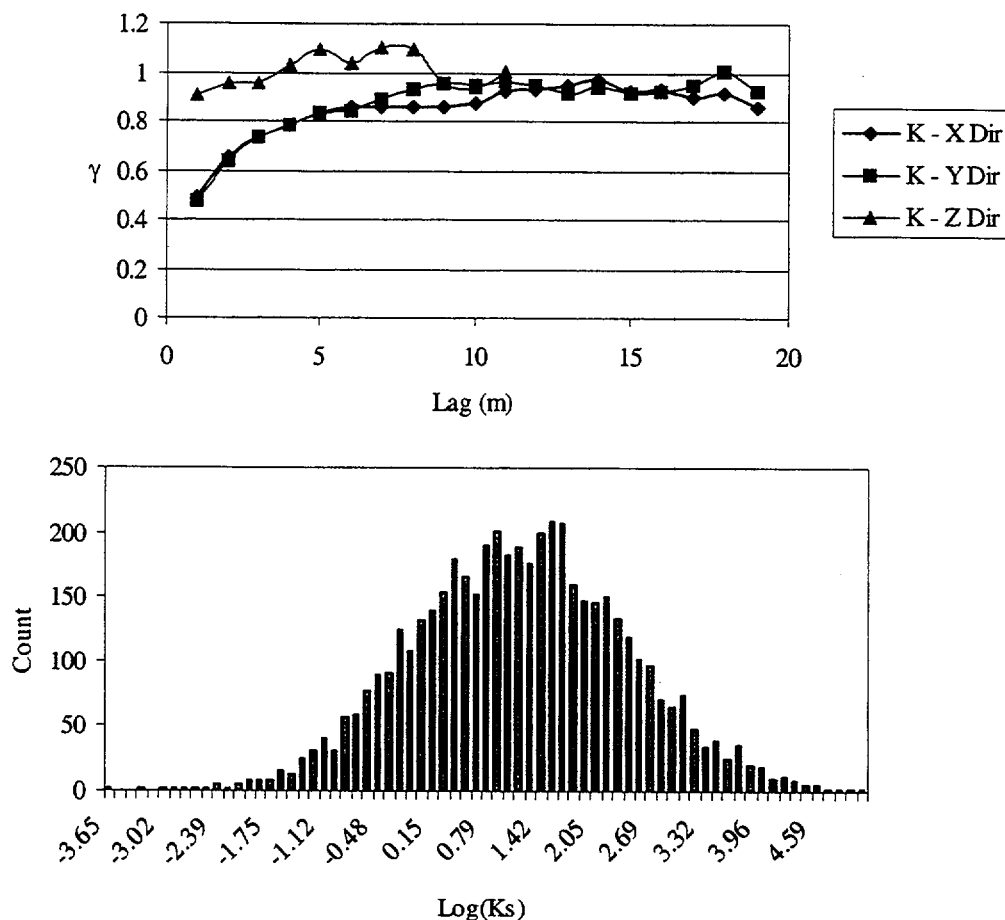 1.2
1
0.8
0.6
0.4
0.2
0
γ
0 5 10 15 20
Lag (m)
K - X Dir
K - Y Dir
K - Z Dir
250
200
150
100
50
0
Count
-3.65 -3.02 -2.39 -1.75 -1.12 -0.48 0.15 0.79 1.42 2.05 2.69 3.32 3.96 4.59
Log(Ks)